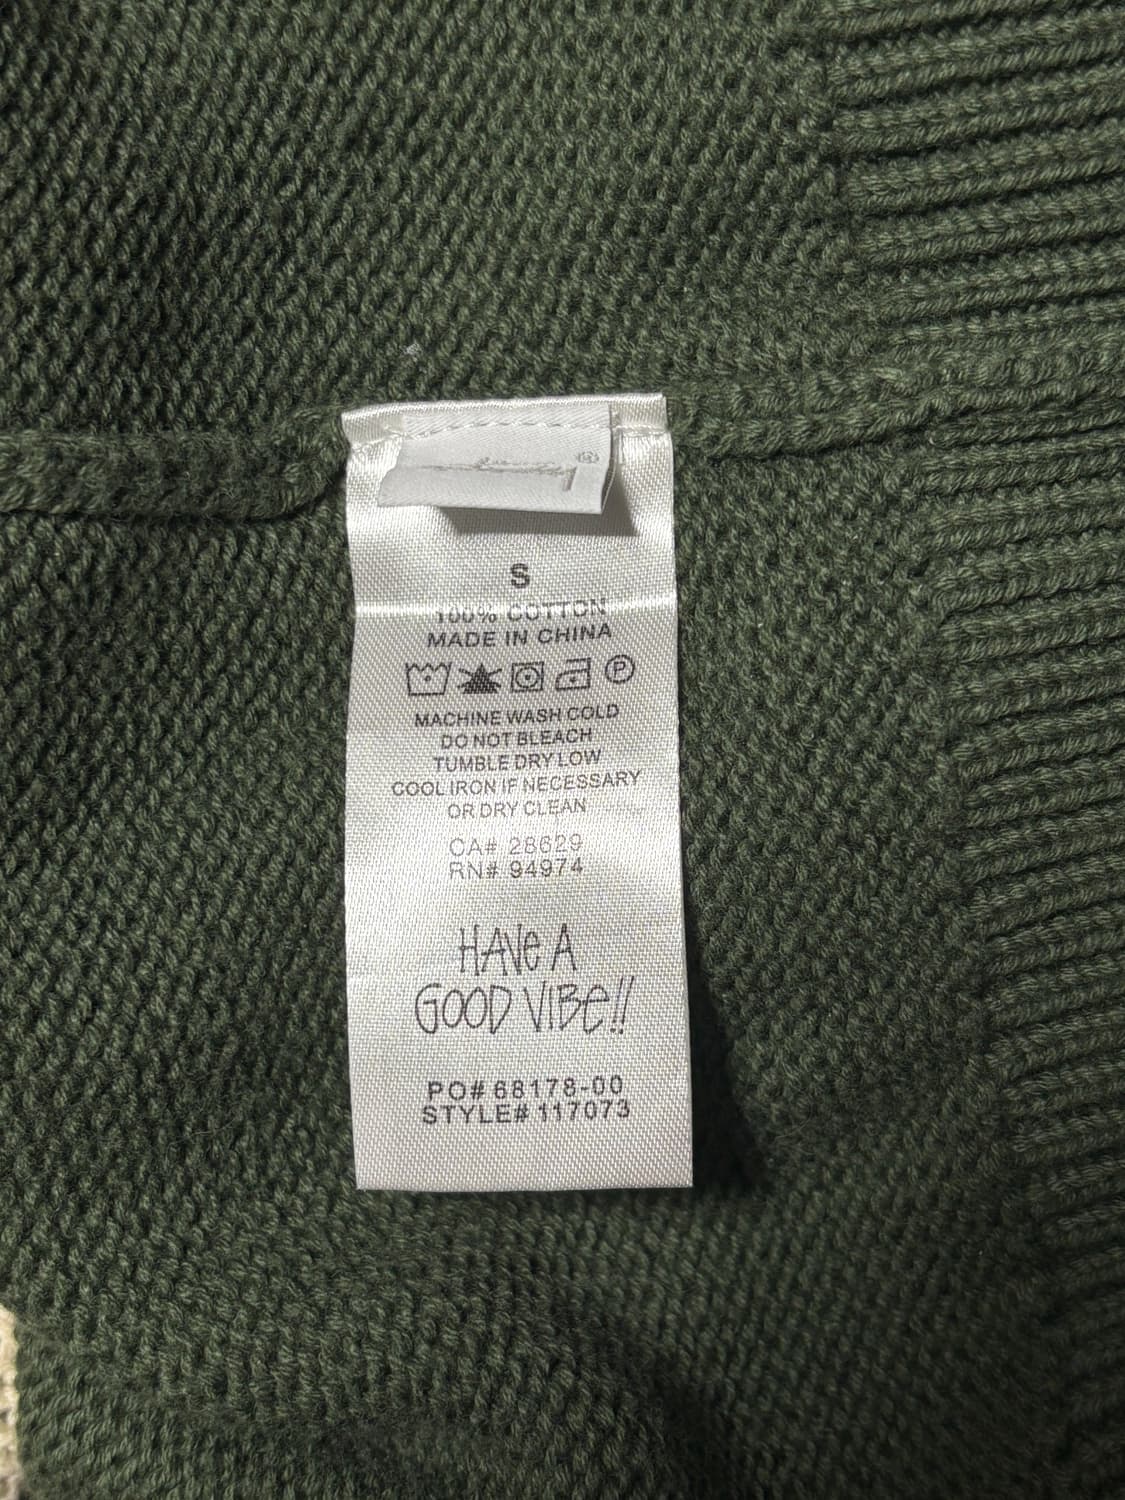 ®
S
100% COTTON
MADE IN CHINA
P
MACHINE WASH COLD
DO NOT BLEACH
TUMBLE DRY LOW
COOL IRON IF NECESSARY
OR DRY CLEAN
CA# 28629
RN# 94974
HAVe A
GOOD VIBe!!
PO# 68178-00
STYLE# 117073